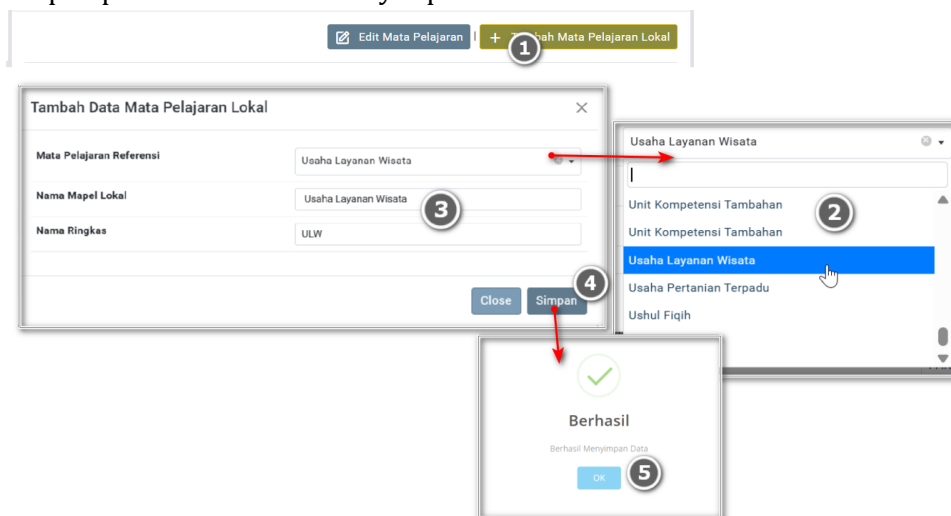 Edit Mata Pelajaran | + Tambah Mata Pelajaran Lokal
1
Tambah Data Mata Pelajaran Lokal
Mata Pelajaran Referensi
Usaha Layanan Wisata
Nama Mapel Lokal
Usaha Layanan Wisata
3
Nama Ringkas
ULW
Close
Simpan
4
Usaha Layanan Wisata
Unit Kompetensi Tambahan
2
Unit Kompetensi Tambahan
Usaha Layanan Wisata
Usaha Pertanian Terpadu
Ushul Fiqih
Berhasil
Berhasil Menyimpan Data
OK
5